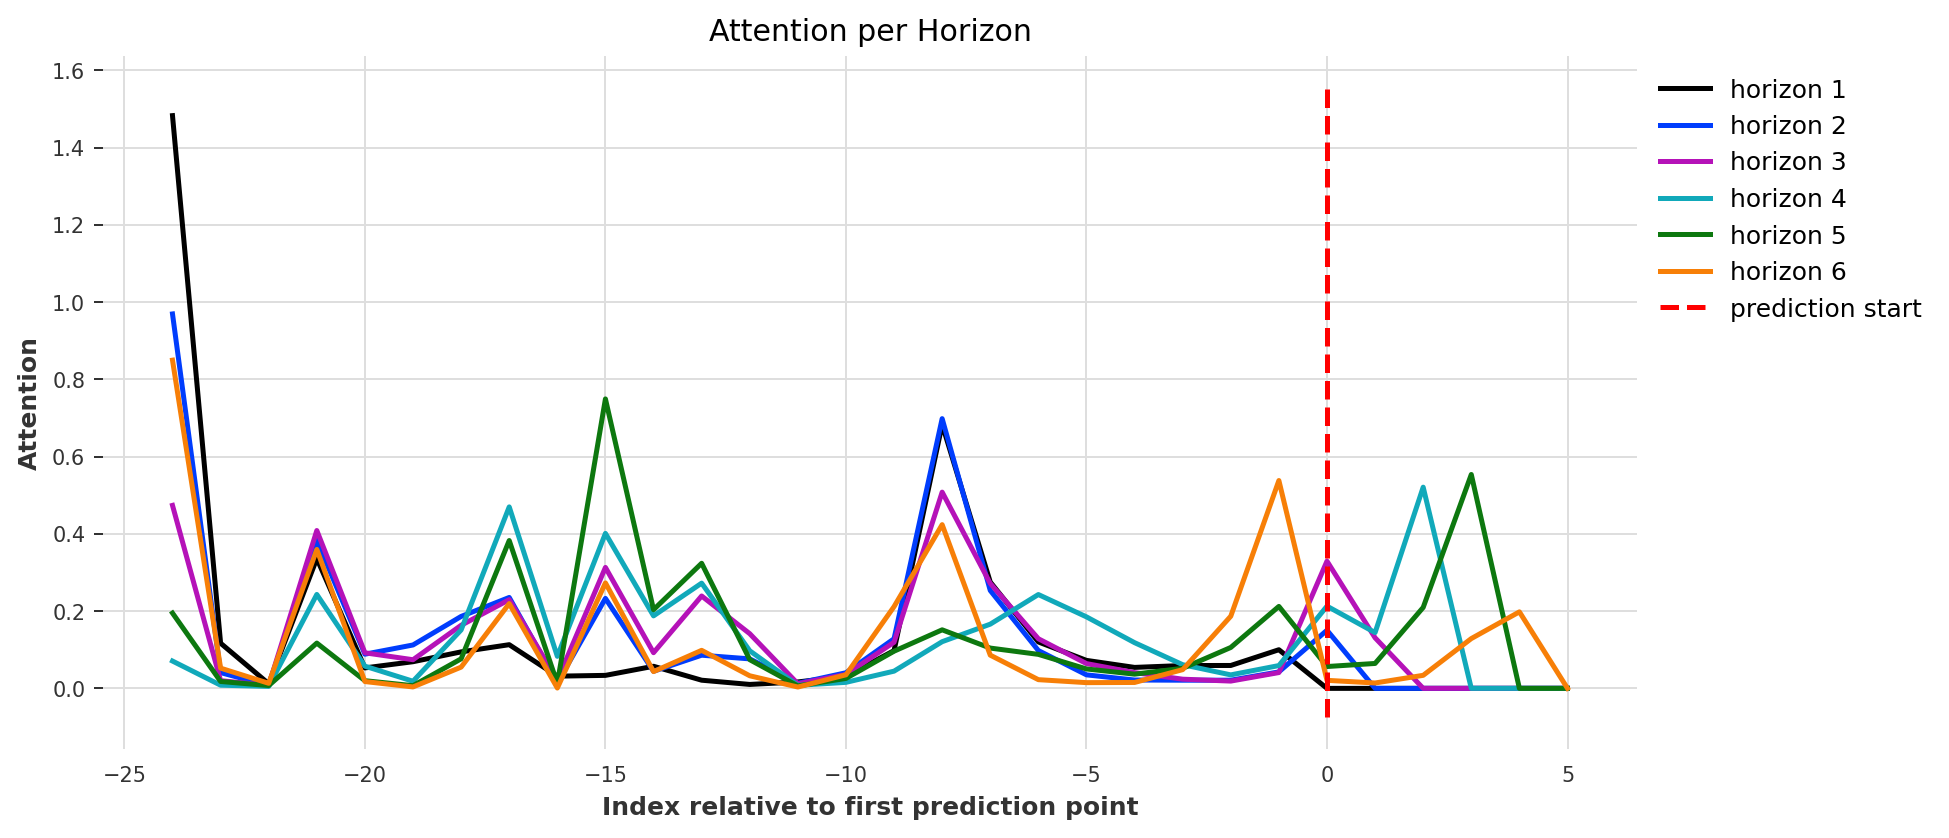 Attention per Horizon
1.6
1.4
1.2
1.0
0.8
0.6
0.4
0.2
0.0
Attention
−25
−20
−15
−10
−5
0
5
Index relative to first prediction point
horizon 1
horizon 2
horizon 3
horizon 4
horizon 5
horizon 6
prediction start